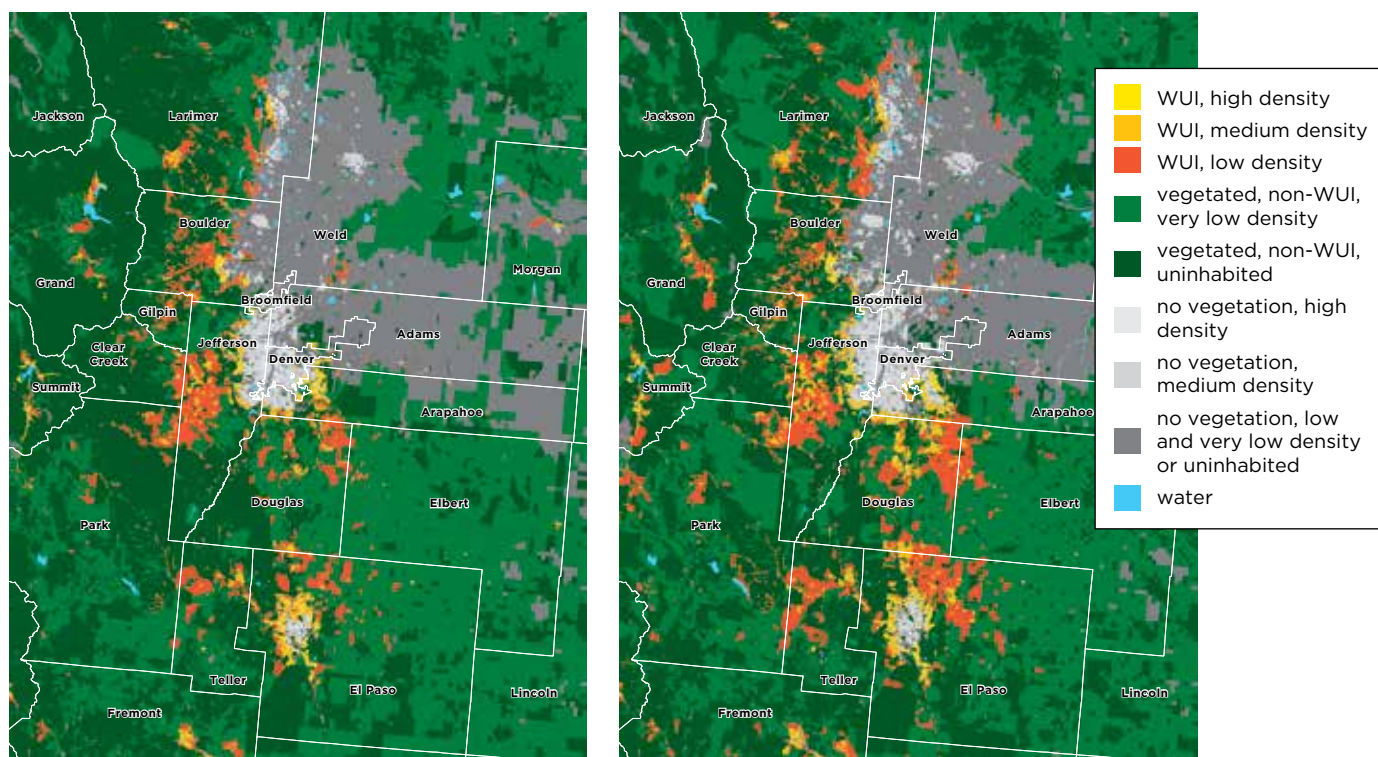 Jackson
Larimer
Boulder
Weld
Morgan
Grand
Gilpin
Broomfield
Adams
Jefferson
Clear
Creek
Denver
Summit
Arapahoe
Douglas
Elbert
Park
Teller
El Paso
Lincoln
Fremont
Jackson
Larimer
Boulder
Weld
Grand
Gilpin
Broomfield
Adams
Jefferson
Clear
Creek
Denver
Summit
Arapahoe
Douglas
Elbert
Park
Teller
El Paso
Lincoln
Fremont
WUI, high density
WUI, medium density
WUI, low density
vegetated, non-WUI,
very low density
vegetated, non-WUI,
uninhabited
no vegetation, high
density
no vegetation,
medium density
no vegetation, low
and very low density
or uninhabited
water